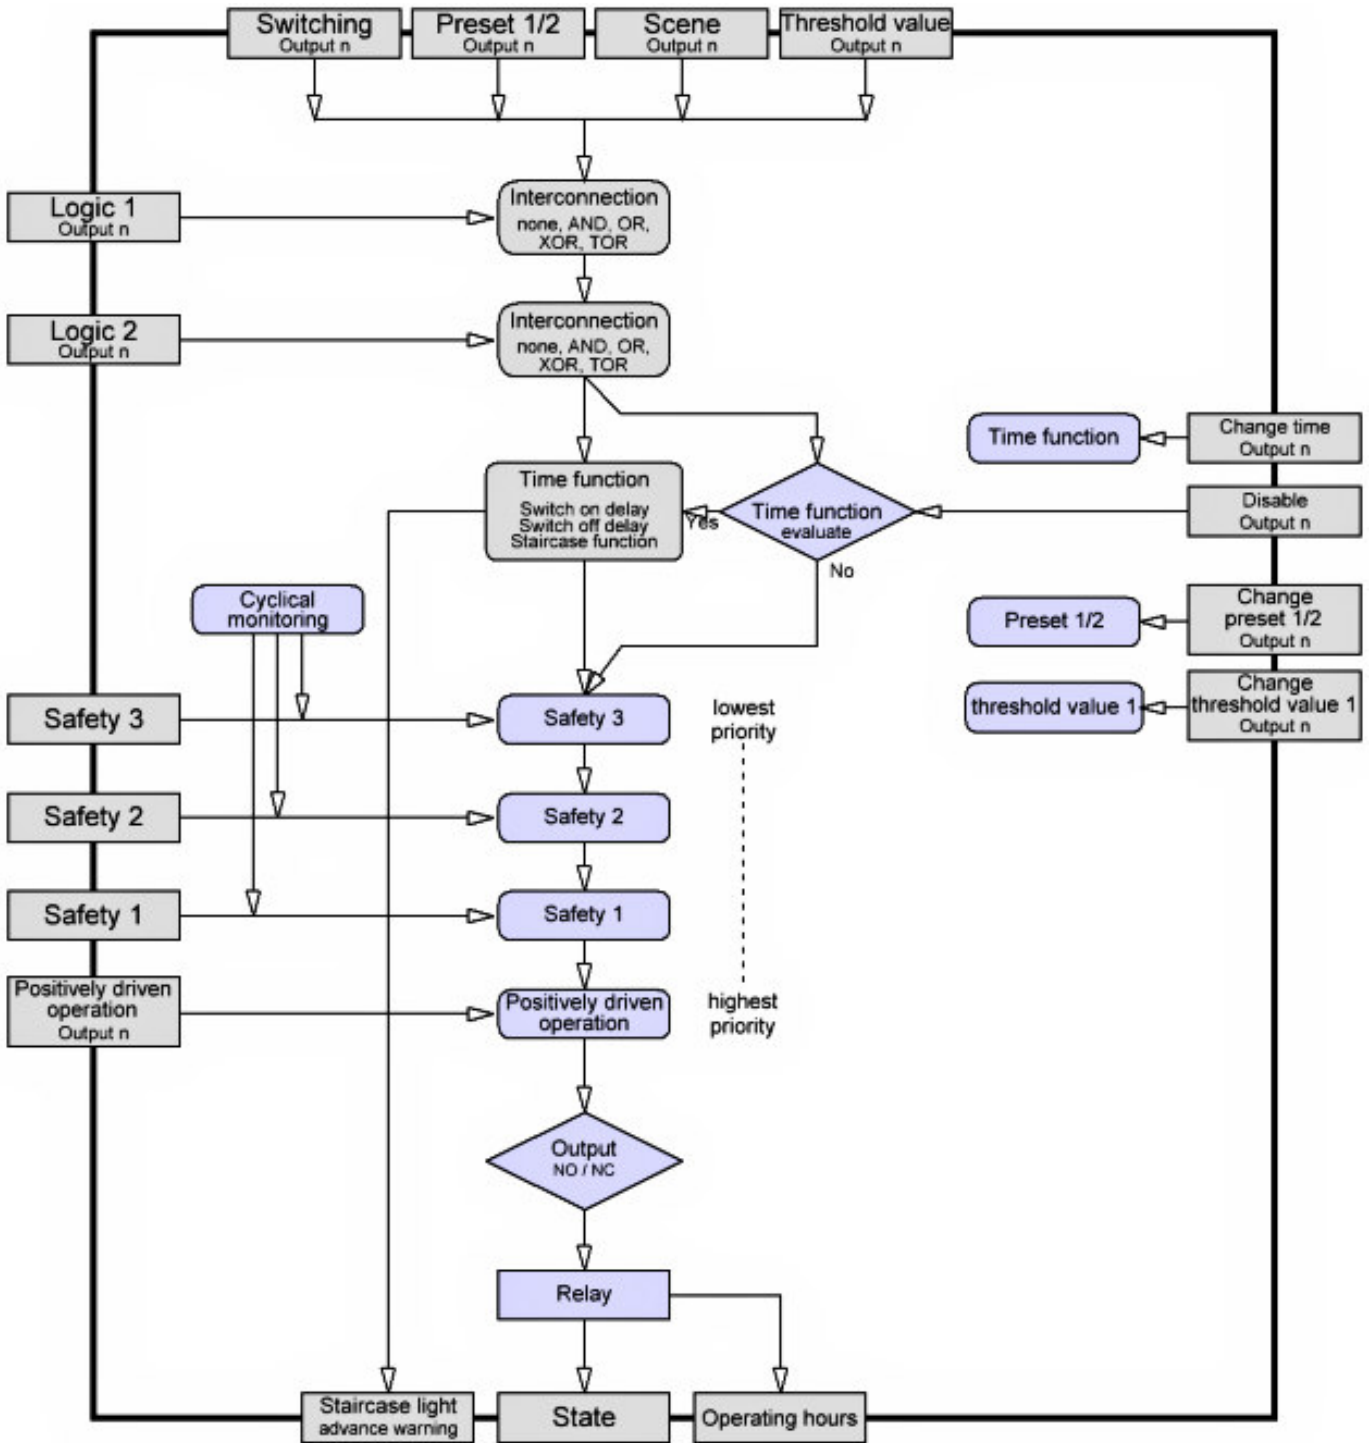 Switching
Output n
Preset 1/2
Output n
Scene
Output n
Threshold value
Output n
Logic 1
Output n
Interconnection
none, AND, OR,
XOR, TOR
Logic 2
Output n
Interconnection
none, AND, OR,
XOR, TOR
Time function
Change time
Output n
Time function
Switch on delay
Switch off delay
Staircase function
Yes
Time function
evaluate
No
Disable
Output n
Cyclical
monitoring
Preset 1/2
Change
preset 1/2
Output n
Safety 3
Safety 3
lowest
priority
threshold value 1
Change
threshold value 1
Output n
Safety 2
Safety 2
Safety 1
Safety 1
Positively driven
operation
Output n
Positively driven
operation
highest
priority
Output
NO / NC
Relay
Staircase light
advance warning
State
Operating hours